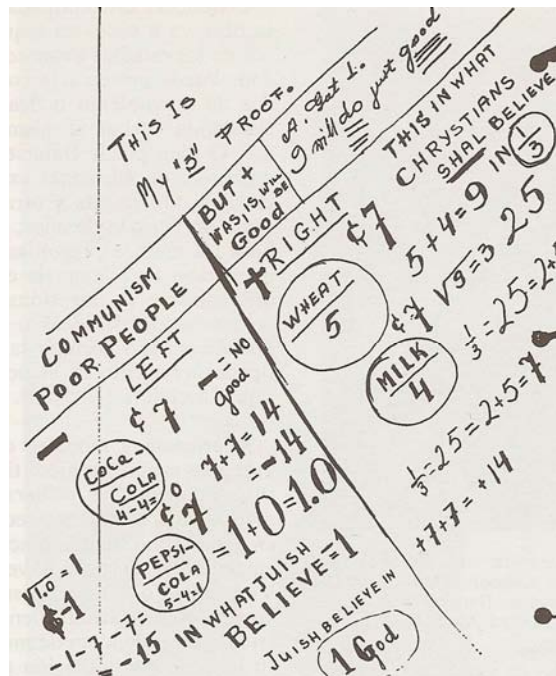 THIS IS
MY "3" PROOF.
BUT +
WAS, IS, WILL BE
Good
A. Get 1.
I will do just good
THIS IN WHAT
CHRYSTIANS
SHAL BELIEVE
IN 1/3
COMMUNISM
POOR PEOPLE
LEFT
- = NO
good
¢7
COCA-
COLA
4-4=0
¢7
7+7=14
=-14
PEPSI-
COLA
5-4=1
=1+0=1.0
√1.0=1
¢-1
-1-7-7=
=-15 IN WHAT JUISH
BELIEVE=1
JUISH BELIEVE IN
1 God
+RIGHT
¢7
WHEAT
5
¢7
MILK
4
5+4=9
√9=3 25
1/3=25=2+
1/3=25=2+5=7
+7+7=+14